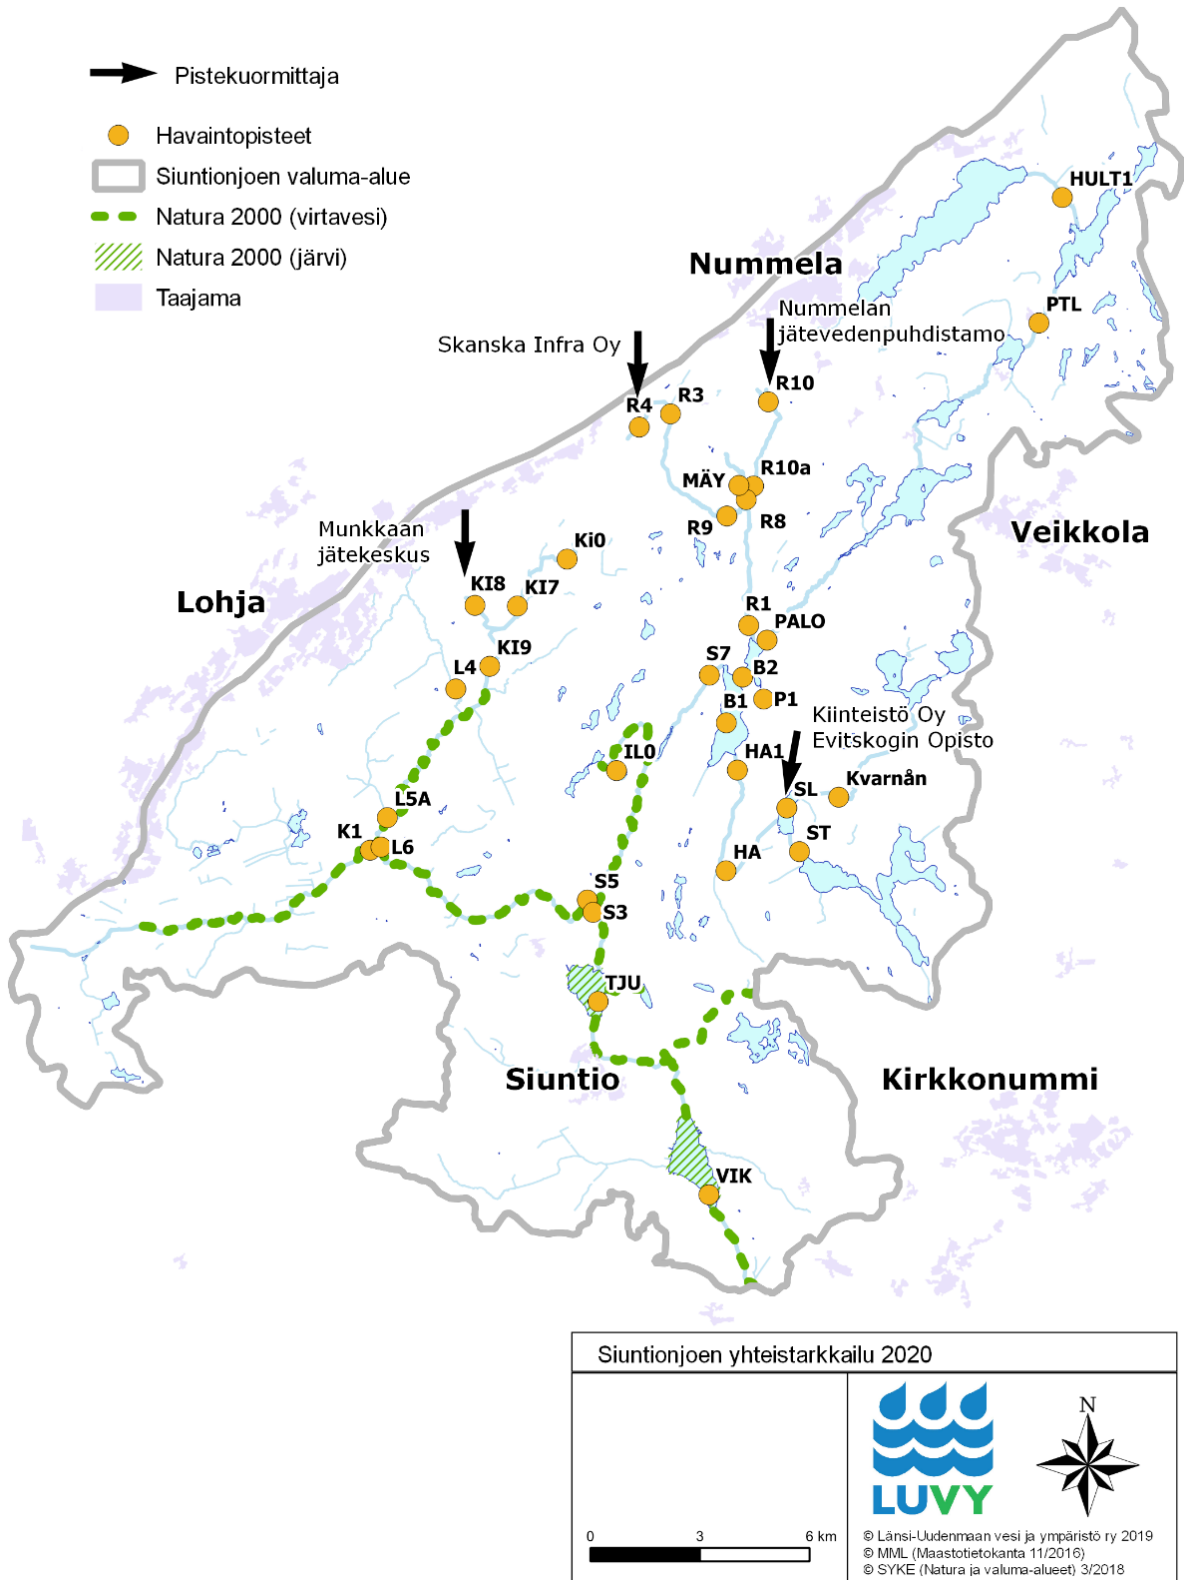 Pistekuormittaja
Havaintopisteet
Siuntionjoen valuma-alue
Natura 2000 (virtavesi)
Natura 2000 (järvi)
Taajama
HULT1
Nummela
PTL
Nummelan
jätevedenpuhdistamo
Skanska Infra Oy
R10
R3
R4
R10a
MÄY
R9
R8
Veikkola
Munkkaan
jätekeskus
Ki0
KI8
KI7
Lohja
R1
PALO
KI9
L4
S7
B2
P1
B1
Kiinteistö Oy
Evitskogin Opisto
IL0
HA1
Kvarnån
SL
L5A
K1
L6
ST
HA
S5
S3
TJU
Siuntio
Kirkkonummi
VIK
Siuntionjoen yhteistarkkailu 2020
N
LUVY
0 3 6 km
© Länsi-Uudenmaan vesi ja ympäristö ry 2019
© MML (Maastotietokanta 11/2016)
© SYKE (Natura ja valuma-alueet) 3/2018